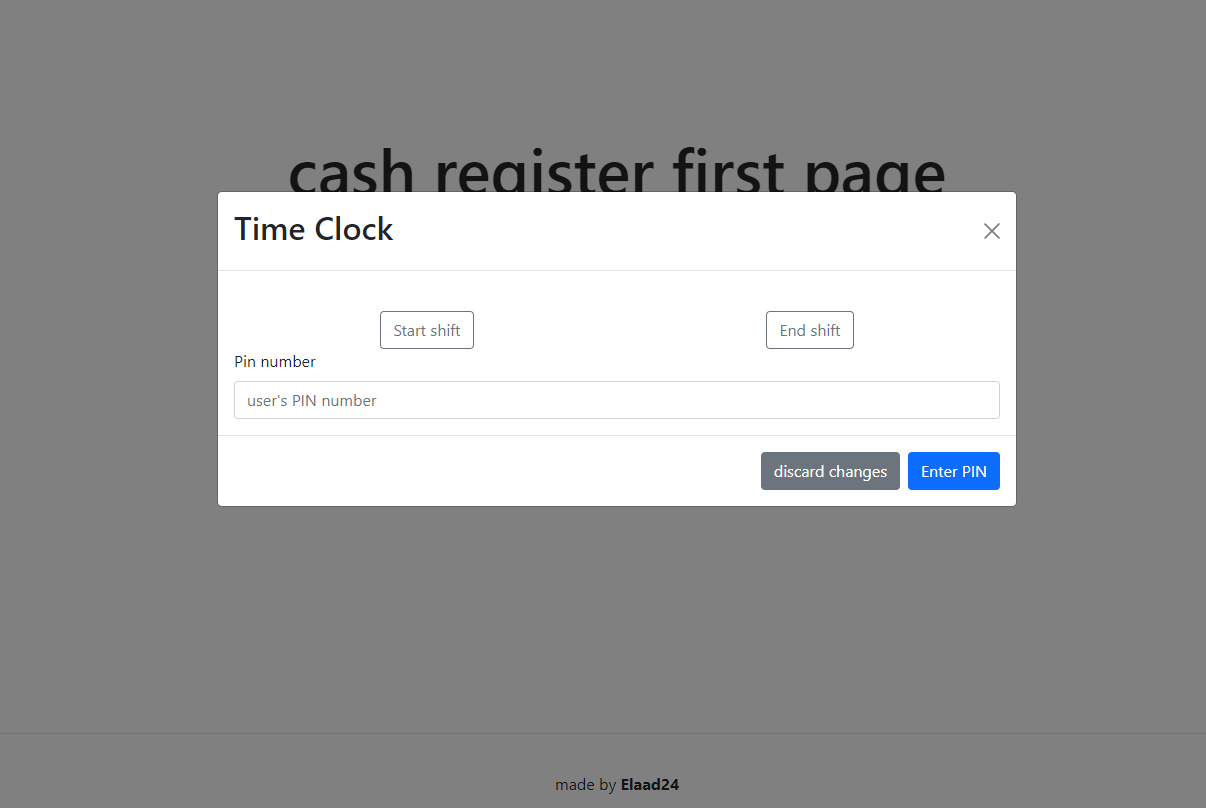 cash register first page
Time Clock
Start shift End shift
Pin number
user's PIN number
discard changes Enter PIN
made by Elaad24